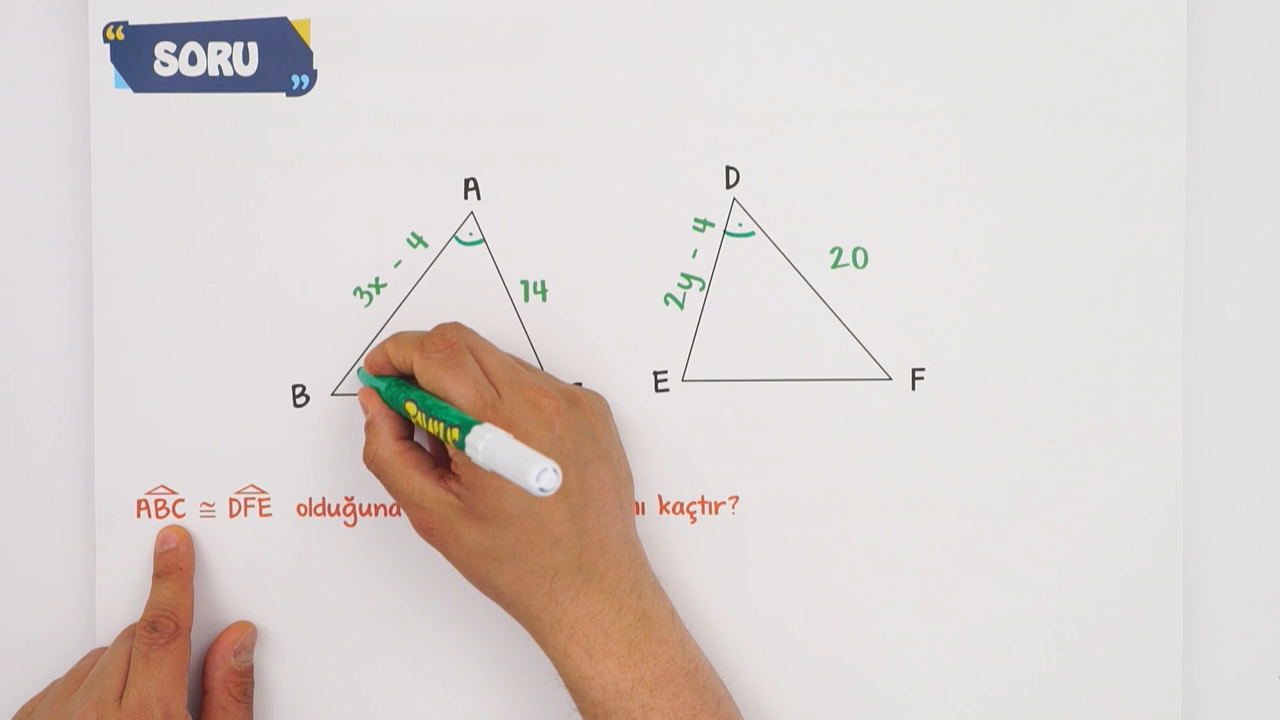 SORU
A
D
3x - 4
14
2y - 4
20
B
E
F
ABC ≅ DFE olduğuna kaçtır?